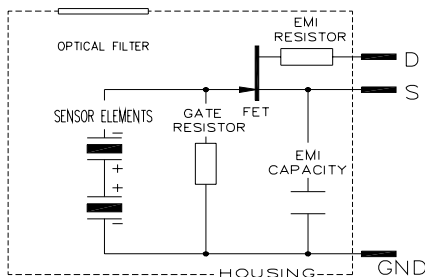 EMI
RESISTOR
OPTICAL FILTER
D
S
SENSOR ELEMENTS
GATE
RESISTOR
FET
EMI
CAPACITY
−
+
+
−
HOUSING
GND